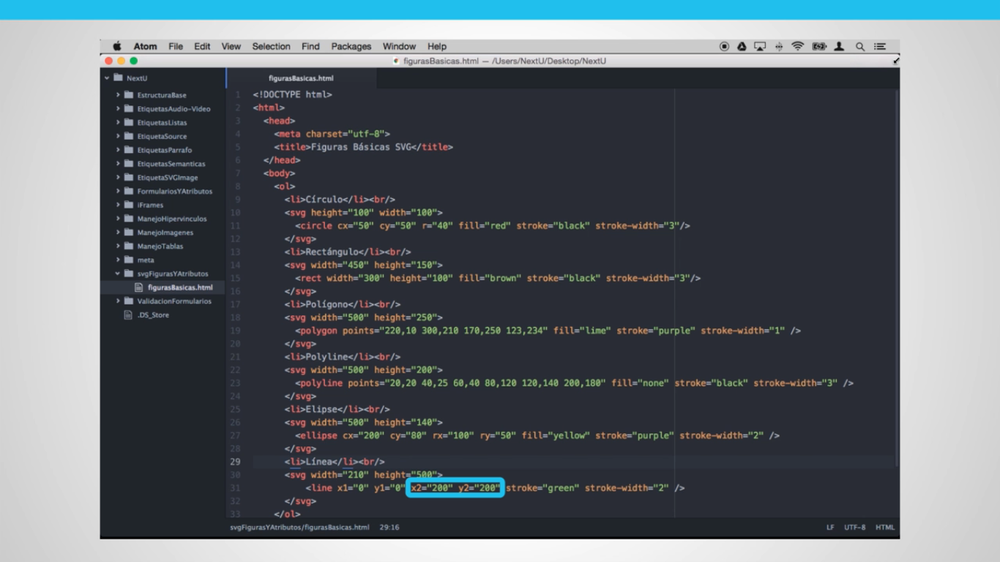 Atom File Edit View Selection Find Packages Window Help
figurasBasicas.html — /Users/NextU/Desktop/NextU
NextU
EstructuraBase
EtiquetasAudio-Video
EtiquetasListas
EtiquetaSource
EtiquetasParrafo
EtiquetasSemanticas
EtiquetaSVGImage
FormulariosYAtributos
iFrames
ManejoHipervinculos
ManejoImagenes
ManejoTablas
meta
svgFigurasYAtributos
figurasBasicas.html
ValidacionFormularios
.DS_Store
figurasBasicas.html
1 <!DOCTYPE html>
2 <html>
3 <head>
4 <meta charset="utf-8">
5 <title>Figuras Básicas SVG</title>
6 </head>
7 <body>
8 <ol>
9 <li>Círculo</li><br/>
10 <svg height="100" width="100">
11 <circle cx="50" cy="50" r="40" fill="red" stroke="black" stroke-width="3"/>
12 </svg>
13 <li>Rectángulo</li><br/>
14 <svg width="450" height="150">
15 <rect width="300" height="100" fill="brown" stroke="black" stroke-width="3"/>
16 </svg>
17 <li>Polígono</li><br/>
18 <svg width="500" height="250">
19 <polygon points="220,10 300,210 170,250 123,234" fill="lime" stroke="purple" stroke-width="1" />
20 </svg>
21 <li>Polyline</li><br/>
22 <svg width="500" height="200">
23 <polyline points="20,20 40,25 60,40 80,120 120,140 200,180" fill="none" stroke="black" stroke-width="3" />
24 </svg>
25 <li>Elipse</li><br/>
26 <svg width="500" height="140">
27 <ellipse cx="200" cy="80" rx="100" ry="50" fill="yellow" stroke="purple" stroke-width="2" />
28 </svg>
29 <li>Línea</li><br/>
30 <svg width="210" height="500">
31 <line x1="0" y1="0" x2="200" y2="200" stroke="green" stroke-width="2" />
32 </svg>
33 </ol>
svgFigurasYAtributos/figurasBasicas.html 29:16 LF UTF-8 HTML